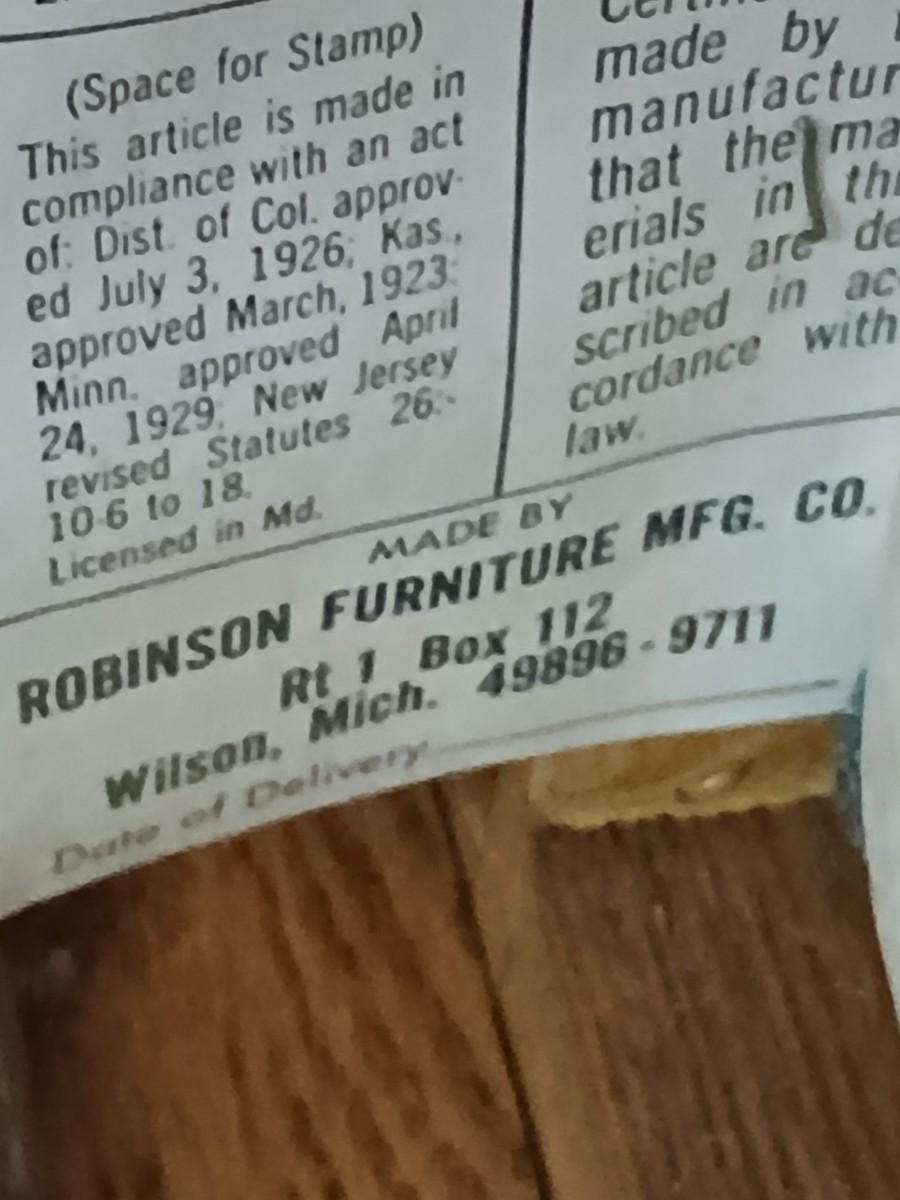 (Space for Stamp)
This article is made in
compliance with an act
of: Dist. of Col. approv-
ed July 3, 1926; Kas.,
approved March, 1923:
Minn. approved April
24, 1929; New Jersey
revised Statutes 26:-
10-6 to 18.
Licensed in Md.
made by
manufactur
that the ma
erials in thi
article are de
scribed in ac
cordance with
law.
MADE BY
ROBINSON FURNITURE MFG. CO.
Rt 1 Box 112
Wilson, Mich. 49896-9711
Date of Delivery